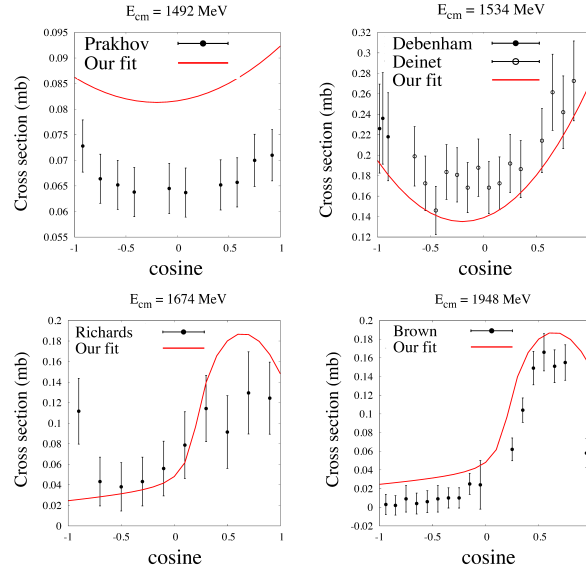 E_cm = 1492 MeV
Cross section (mb)
0.095
0.09
0.085
0.08
0.075
0.07
0.065
0.06
0.055
Prakhov
Our fit
-1 -0.5 0 0.5 1
cosine
E_cm = 1534 MeV
Cross section (mb)
0.32
0.3
0.28
0.26
0.24
0.22
0.2
0.18
0.16
0.14
0.12
Debenham
Deinet
Our fit
-1 -0.5 0 0.5 1
cosine
E_cm = 1674 MeV
Cross section (mb)
0.2
0.18
0.16
0.14
0.12
0.1
0.08
0.06
0.04
0.02
0
Richards
Our fit
-1 -0.5 0 0.5 1
cosine
E_cm = 1948 MeV
Cross section (mb)
0.2
0.18
0.16
0.14
0.12
0.1
0.08
0.06
0.04
0.02
0
-0.02
Brown
Our fit
-1 -0.5 0 0.5 1
cosine